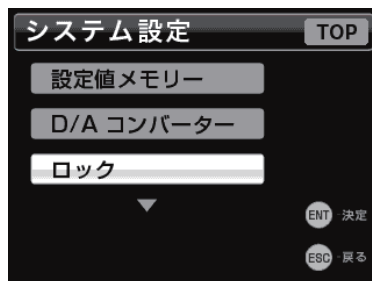 システム設定 TOP
設定値メモリー
D/A コンバーター
ロック
ENT 決定
ESC 戻る